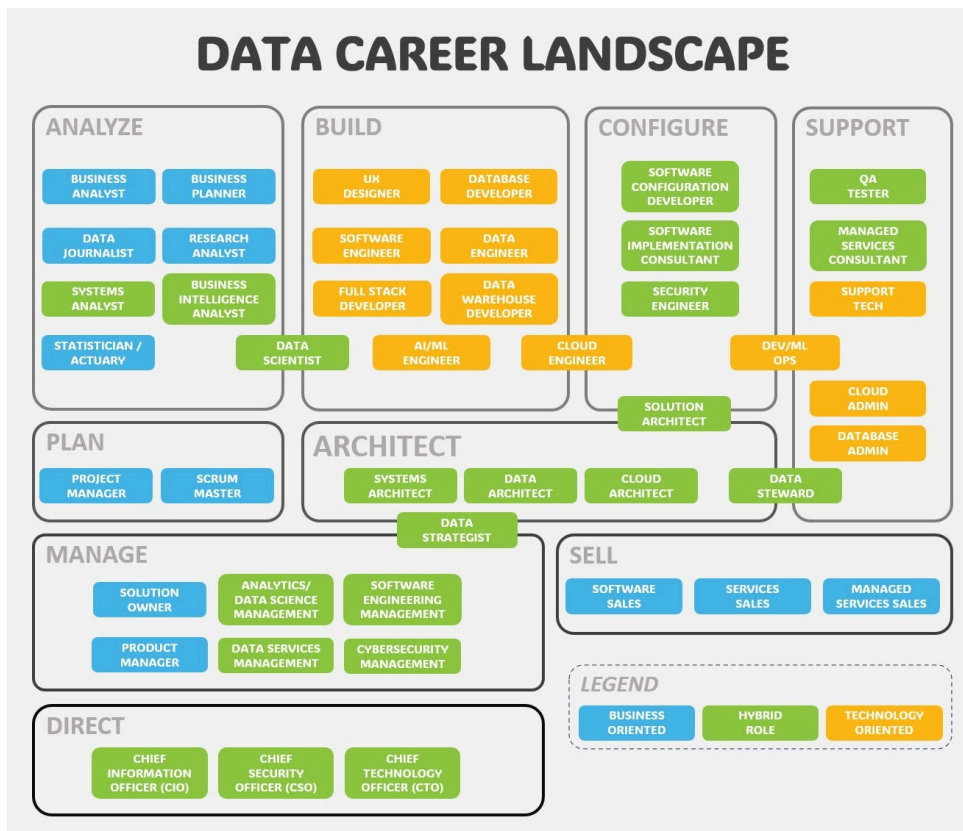 DATA CAREER LANDSCAPE
ANALYZE
BUSINESS
ANALYST
BUSINESS
PLANNER
DATA
JOURNALIST
RESEARCH
ANALYST
SYSTEMS
ANALYST
BUSINESS
INTELLIGENCE
ANALYST
STATISTICIAN /
ACTUARY
DATA
SCIENTIST
BUILD
UX
DESIGNER
DATABASE
DEVELOPER
SOFTWARE
ENGINEER
DATA
ENGINEER
FULL STACK
DEVELOPER
DATA
WAREHOUSE
DEVELOPER
AI/ML
ENGINEER
CLOUD
ENGINEER
CONFIGURE
SOFTWARE
CONFIGURATION
DEVELOPER
SOFTWARE
IMPLEMENTATION
CONSULTANT
SECURITY
ENGINEER
DEV/ML
OPS
SOLUTION
ARCHITECT
SUPPORT
QA
TESTER
MANAGED
SERVICES
CONSULTANT
SUPPORT
TECH
CLOUD
ADMIN
DATABASE
ADMIN
PLAN
PROJECT
MANAGER
SCRUM
MASTER
ARCHITECT
SYSTEMS
ARCHITECT
DATA
ARCHITECT
CLOUD
ARCHITECT
DATA
STEWARD
DATA
STRATEGIST
MANAGE
SOLUTION
OWNER
ANALYTICS/
DATA SCIENCE
MANAGEMENT
SOFTWARE
ENGINEERING
MANAGEMENT
PRODUCT
MANAGER
DATA SERVICES
MANAGEMENT
CYBERSECURITY
MANAGEMENT
SELL
SOFTWARE
SALES
SERVICES
SALES
MANAGED
SERVICES SALES
LEGEND
BUSINESS
ORIENTED
HYBRID
ROLE
TECHNOLOGY
ORIENTED
DIRECT
CHIEF
INFORMATION
OFFICER (CIO)
CHIEF
SECURITY
OFFICER (CSO)
CHIEF
TECHNOLOGY
OFFICER (CTO)